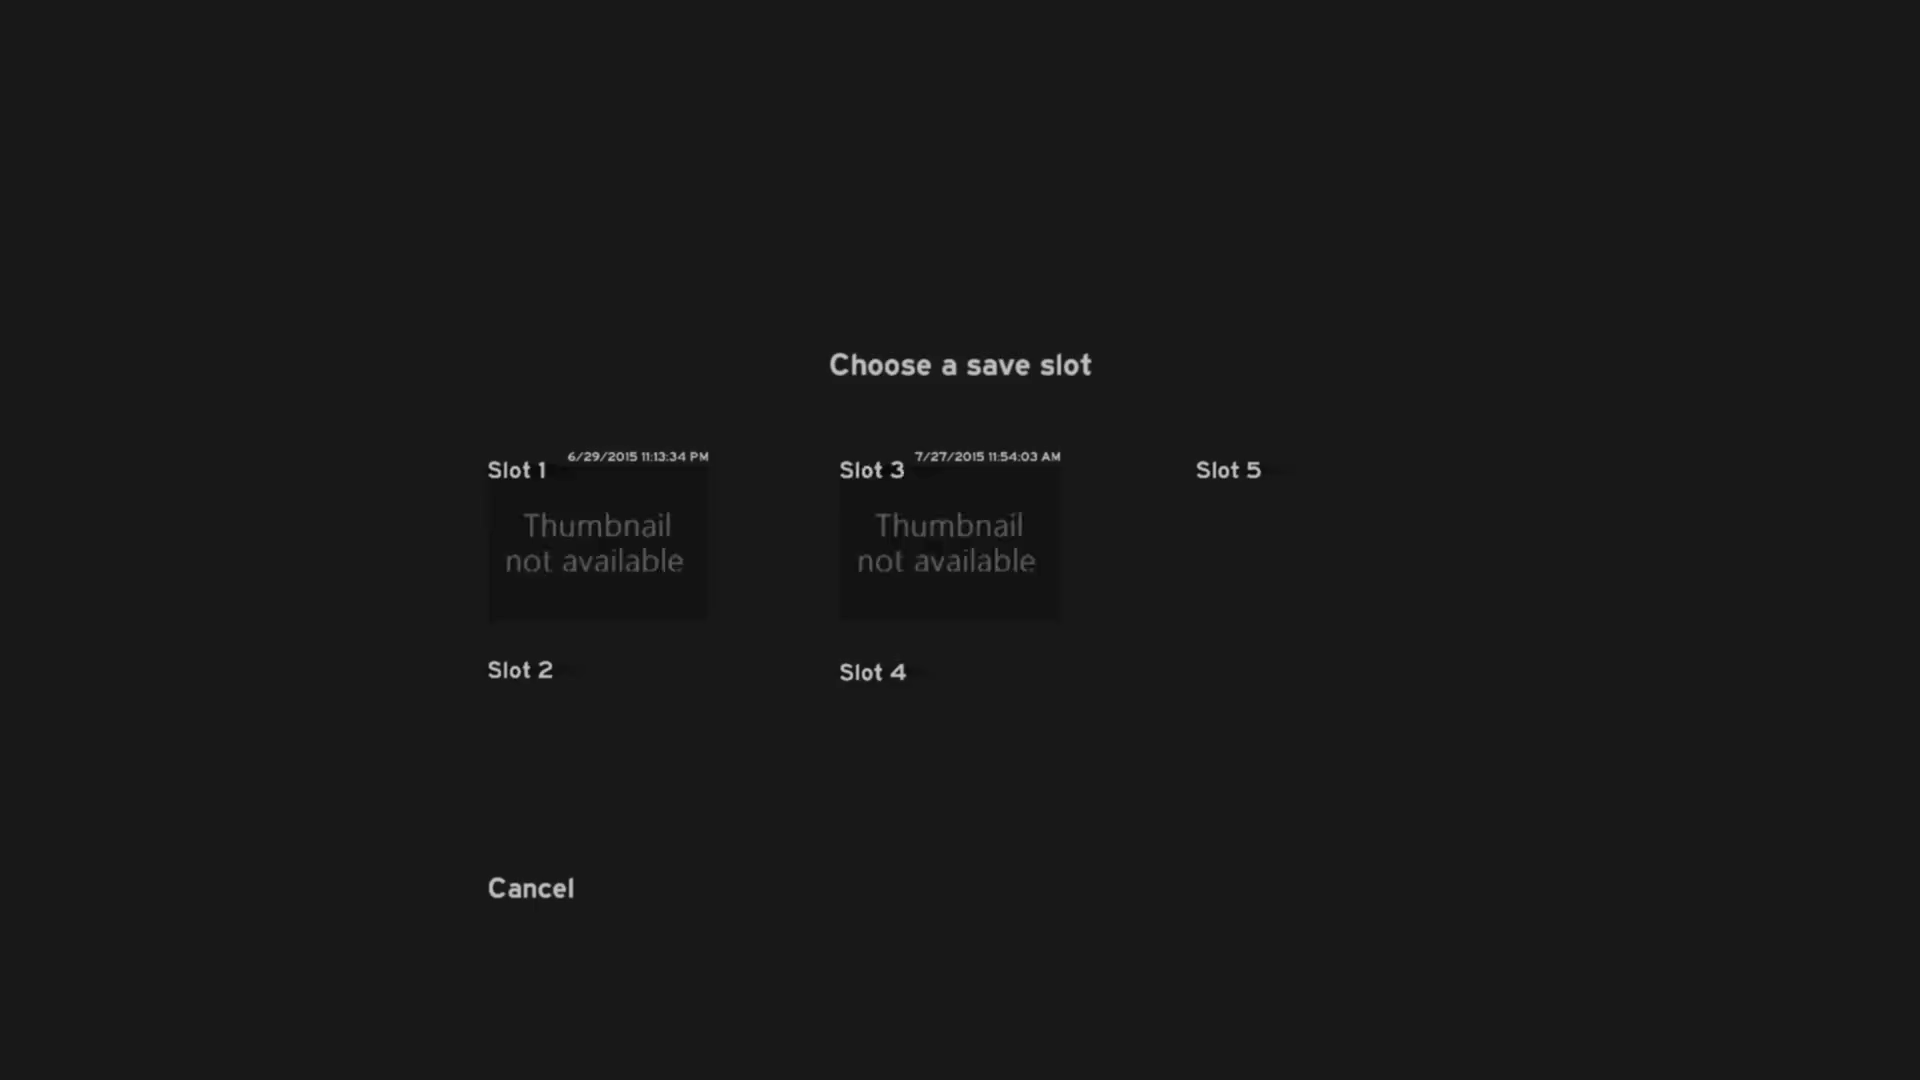 Choose a save slot
Slot 1 6/29/2015 11:13:34 PM
Thumbnail
not available
Slot 2
Slot 3 7/27/2015 11:54:03 AM
Thumbnail
not available
Slot 4
Slot 5
Cancel